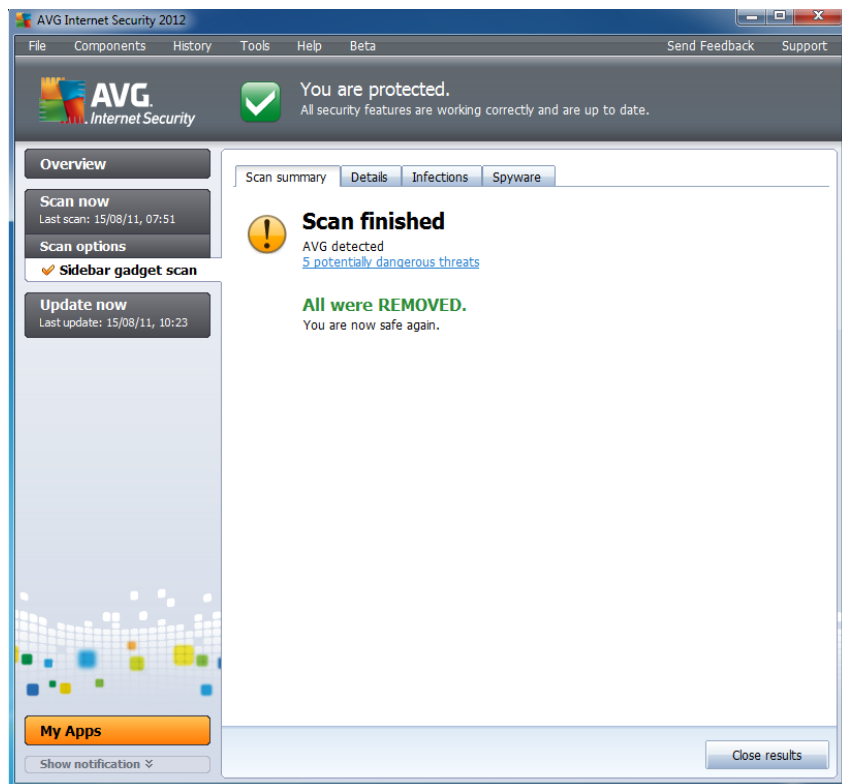 AVG Internet Security 2012
File Components History Tools Help Beta Send Feedback Support
AVG.
Internet Security
You are protected.
All security features are working correctly and are up to date.
Overview
Scan now
Last scan: 15/08/11, 07:51
Scan options
Sidebar gadget scan
Update now
Last update: 15/08/11, 10:23
Scan summary Details Infections Spyware
Scan finished
AVG detected
5 potentially dangerous threats
All were REMOVED.
You are now safe again.
My Apps
Show notification
Close results